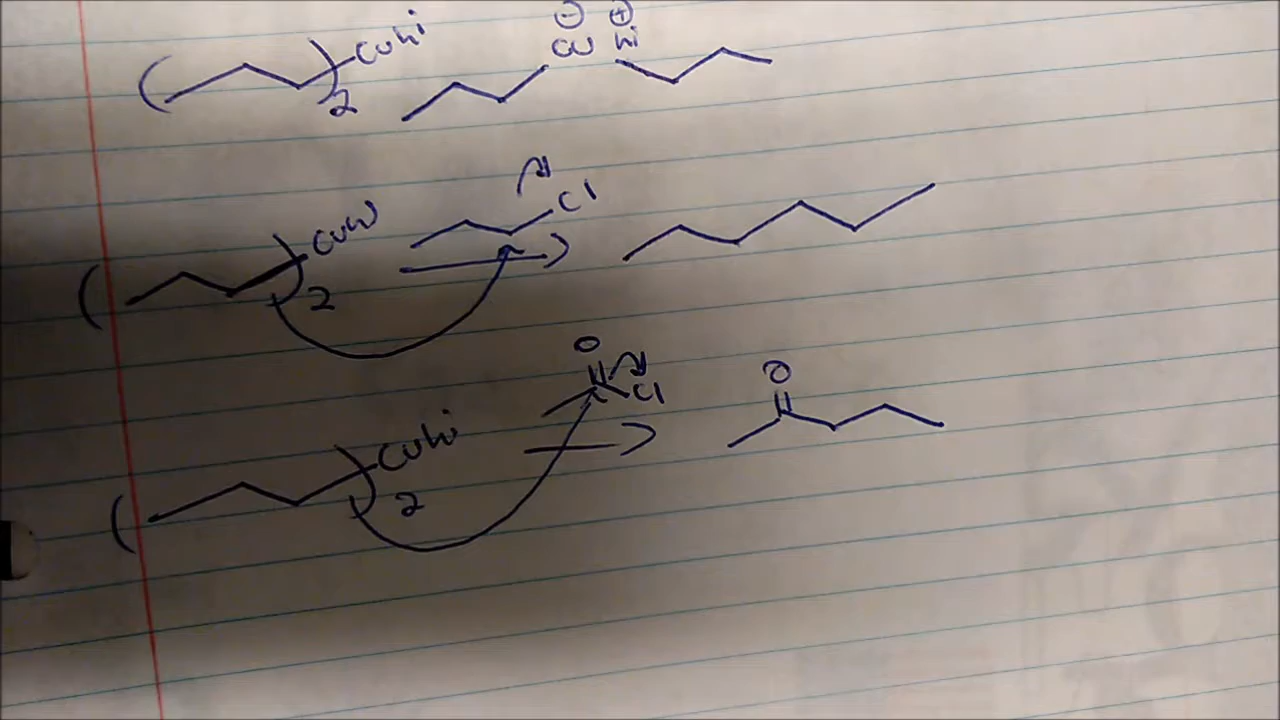 ( )2 CuLi Cu⊖ Li⊕
( )2 CuLi Cl
( )2 CuLi O Cl O